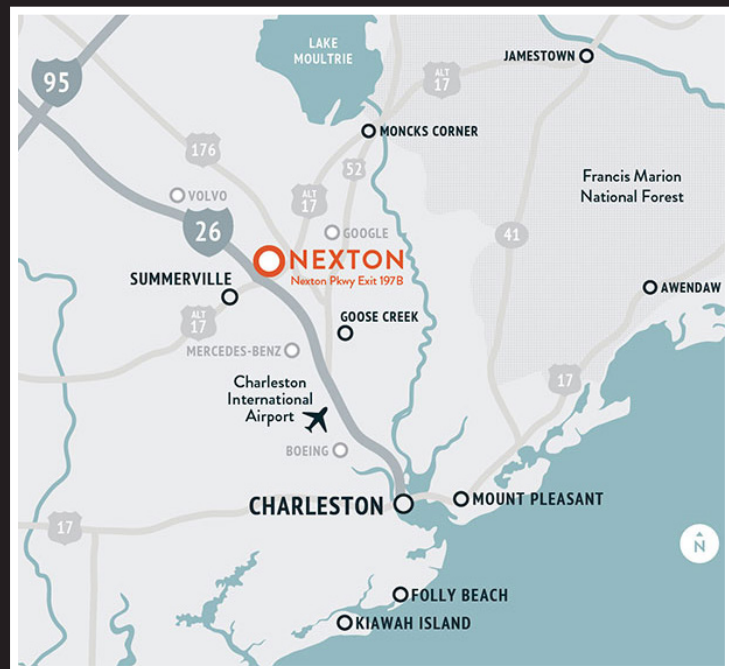 LAKE
MOULTRIE
JAMESTOWN
95
ALT
17
MONCKS CORNER
176
52
Francis Marion
National Forest
VOLVO
ALT
17
26
GOOGLE
41
NEXTON
Nexton Pkwy Exit 197B
SUMMERVILLE
AWENDAW
ALT
17
GOOSE CREEK
MERCEDES-BENZ
17
Charleston
International
Airport
BOEING
CHARLESTON
MOUNT PLEASANT
17
N
FOLLY BEACH
KIAWAH ISLAND